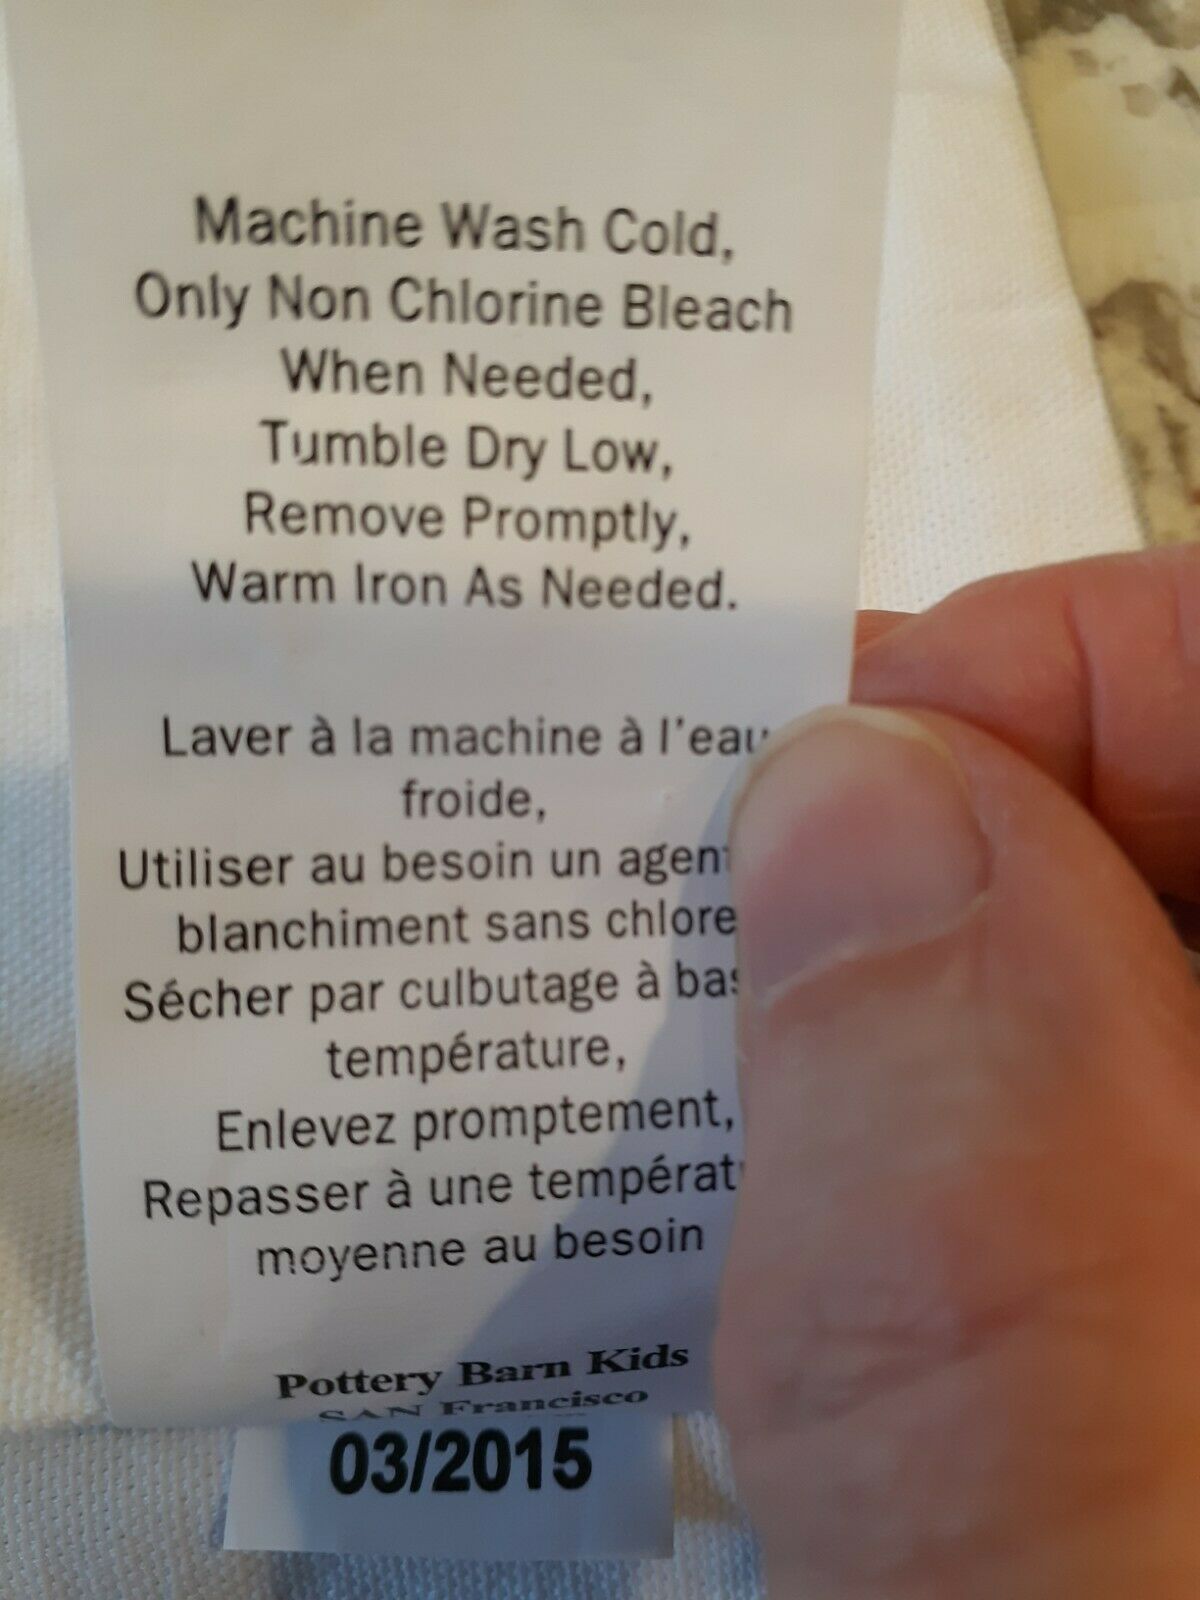 Machine Wash Cold,
Only Non Chlorine Bleach
When Needed,
Tumble Dry Low,
Remove Promptly,
Warm Iron As Needed.
Laver à la machine à l'eau
froide,
Utiliser au besoin un agent
blanchiment sans chlore
Sécher par culbutage à
température,
Enlevez promptement,
Repasser à une
moyenne au besoin
Pottery Barn Kids
SAN Francisco
03/2015